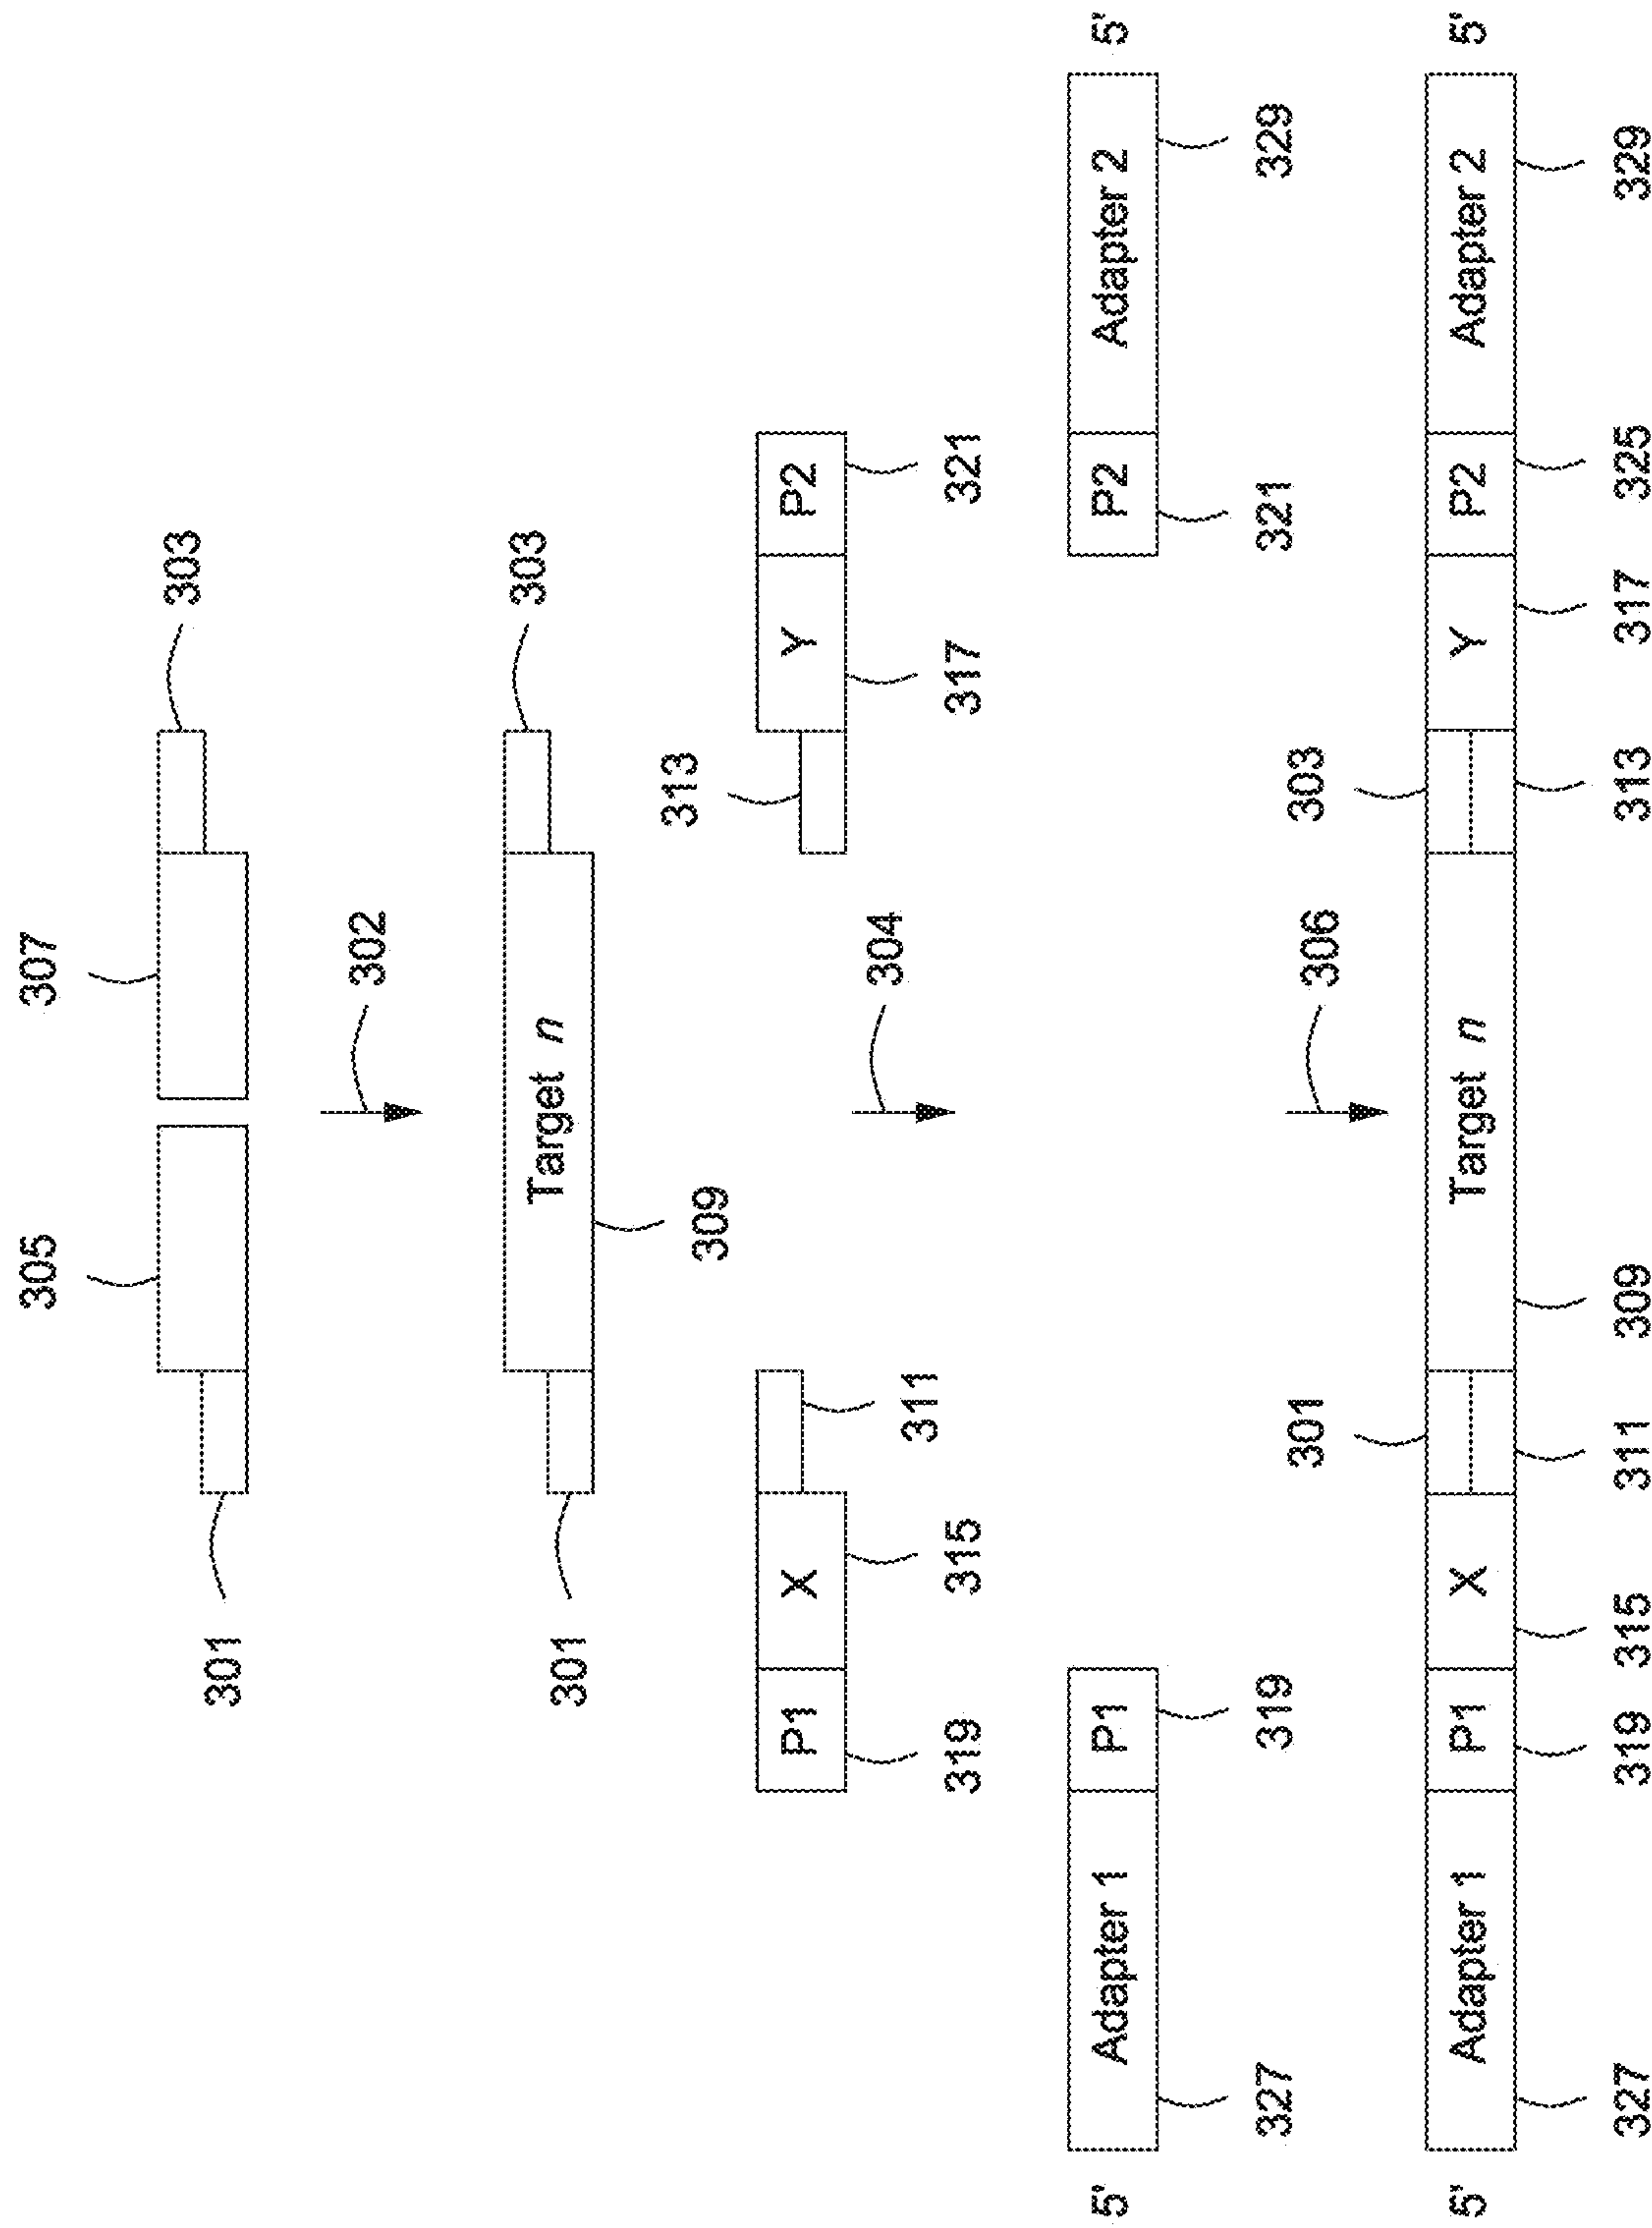 305 307
301 303
302
Target n
301 303
309
313
P1 X Y P2
311
319 315 317 321
304
5' Adapter 1 P1 P2 Adapter 2 5'
327 319 321 329
301 303
306
5' Adapter 1 P1 X Target n Y P2 Adapter 2 5'
327 319 315 311 309 313 317 325 329